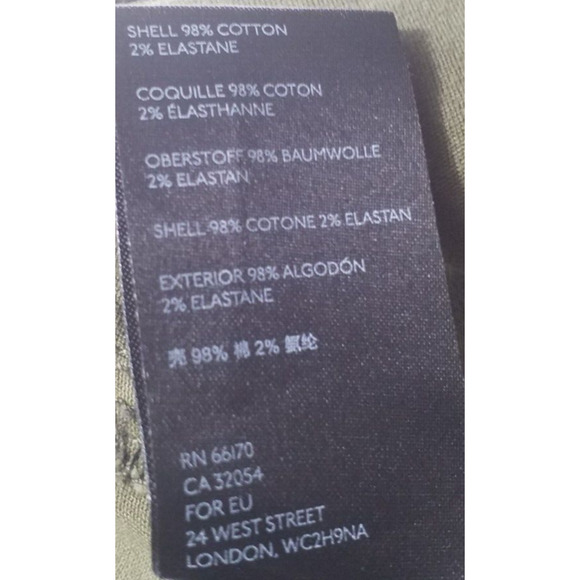 SHELL 98% COTTON
2% ELASTANE
COQUILLE 98% COTON
2% ÉLASTHANNE
OBERSTOFF 98% BAUMWOLLE
2% ELASTAN
SHELL 98% COTONE 2% ELASTAN
EXTERIOR 98% ALGODÓN
2% ELASTANE
壳 98% 棉 2% 氨纶
RN 66170
CA 32054
FOR EU
24 WEST STREET
LONDON, WC2H9NA